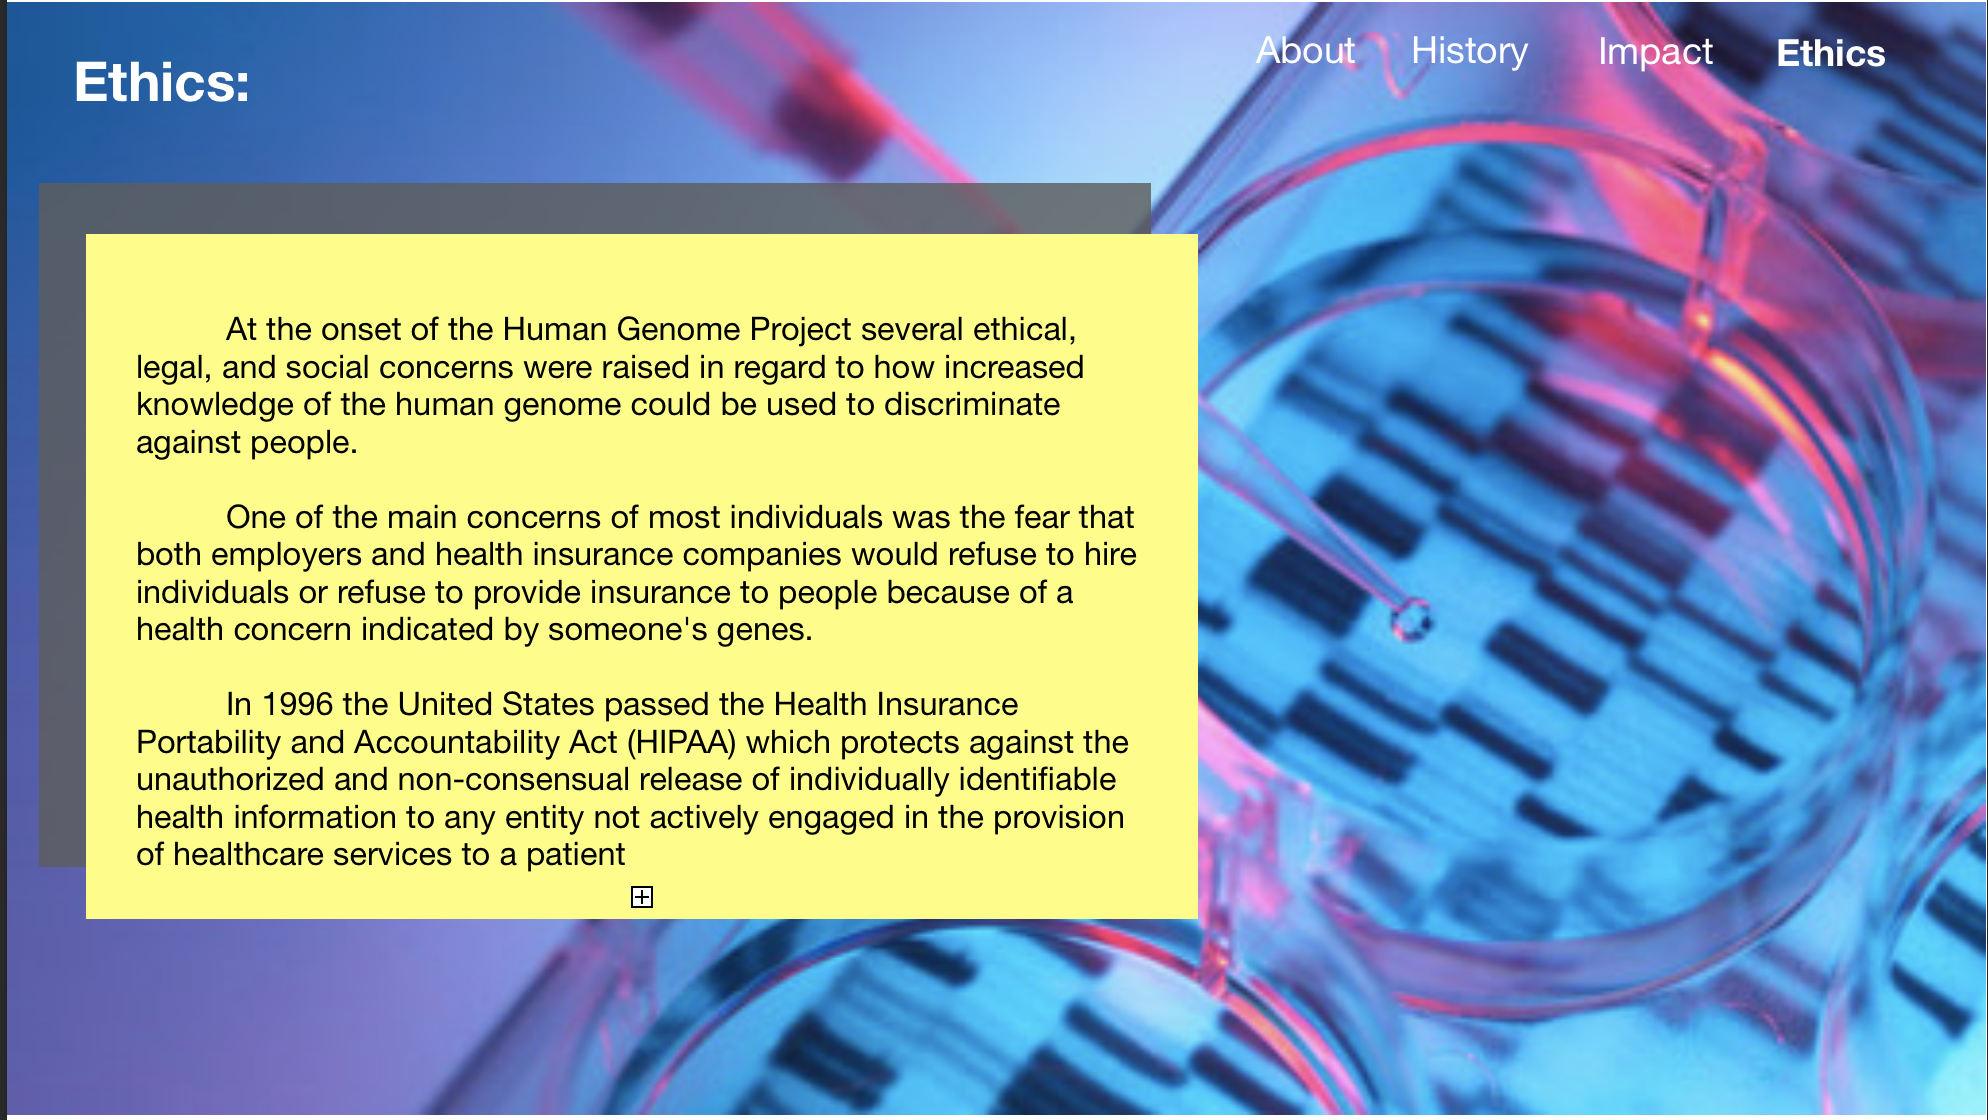 Ethics:
About History Impact Ethics
At the onset of the Human Genome Project several ethical,
legal, and social concerns were raised in regard to how increased
knowledge of the human genome could be used to discriminate
against people.
One of the main concerns of most individuals was the fear that
both employers and health insurance companies would refuse to hire
individuals or refuse to provide insurance to people because of a
health concern indicated by someone's genes.
In 1996 the United States passed the Health Insurance
Portability and Accountability Act (HIPAA) which protects against the
unauthorized and non-consensual release of individually identifiable
health information to any entity not actively engaged in the provision
of healthcare services to a patient